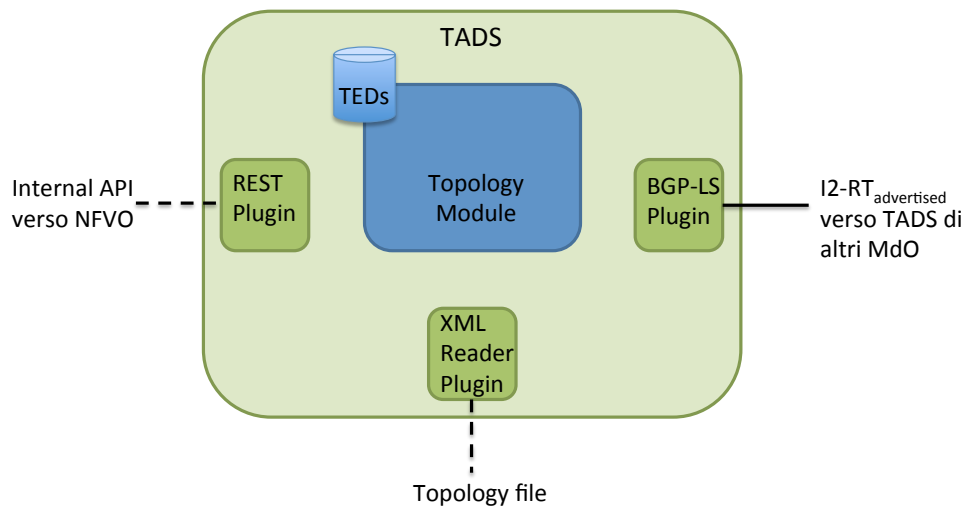 TADS
TEDs
Topology
Module
REST
Plugin
BGP-LS
Plugin
XML
Reader
Plugin
Internal API
verso NFVO
I2-RTadvertised
verso TADS di
altri MdO
Topology file